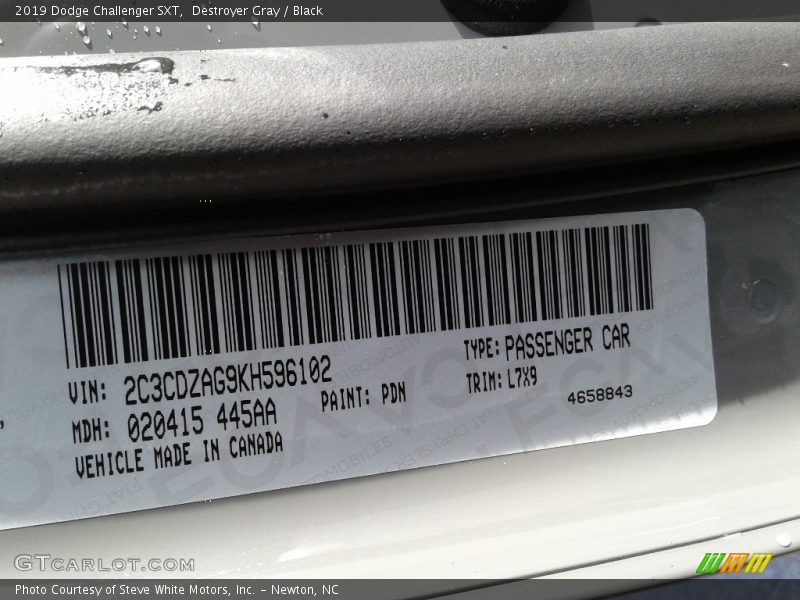 2019 Dodge Challenger SXT,  Destroyer Gray / Black
VIN: 2C3CDZAG9KH596102
TYPE: PASSENGER CAR
MDH: 020415 445AA
PAINT: PDN
TRIM: L7X9
VEHICLE MADE IN CANADA
4658843
GTCARLOT.COM
Photo Courtesy of Steve White Motors, Inc. – Newton, NC